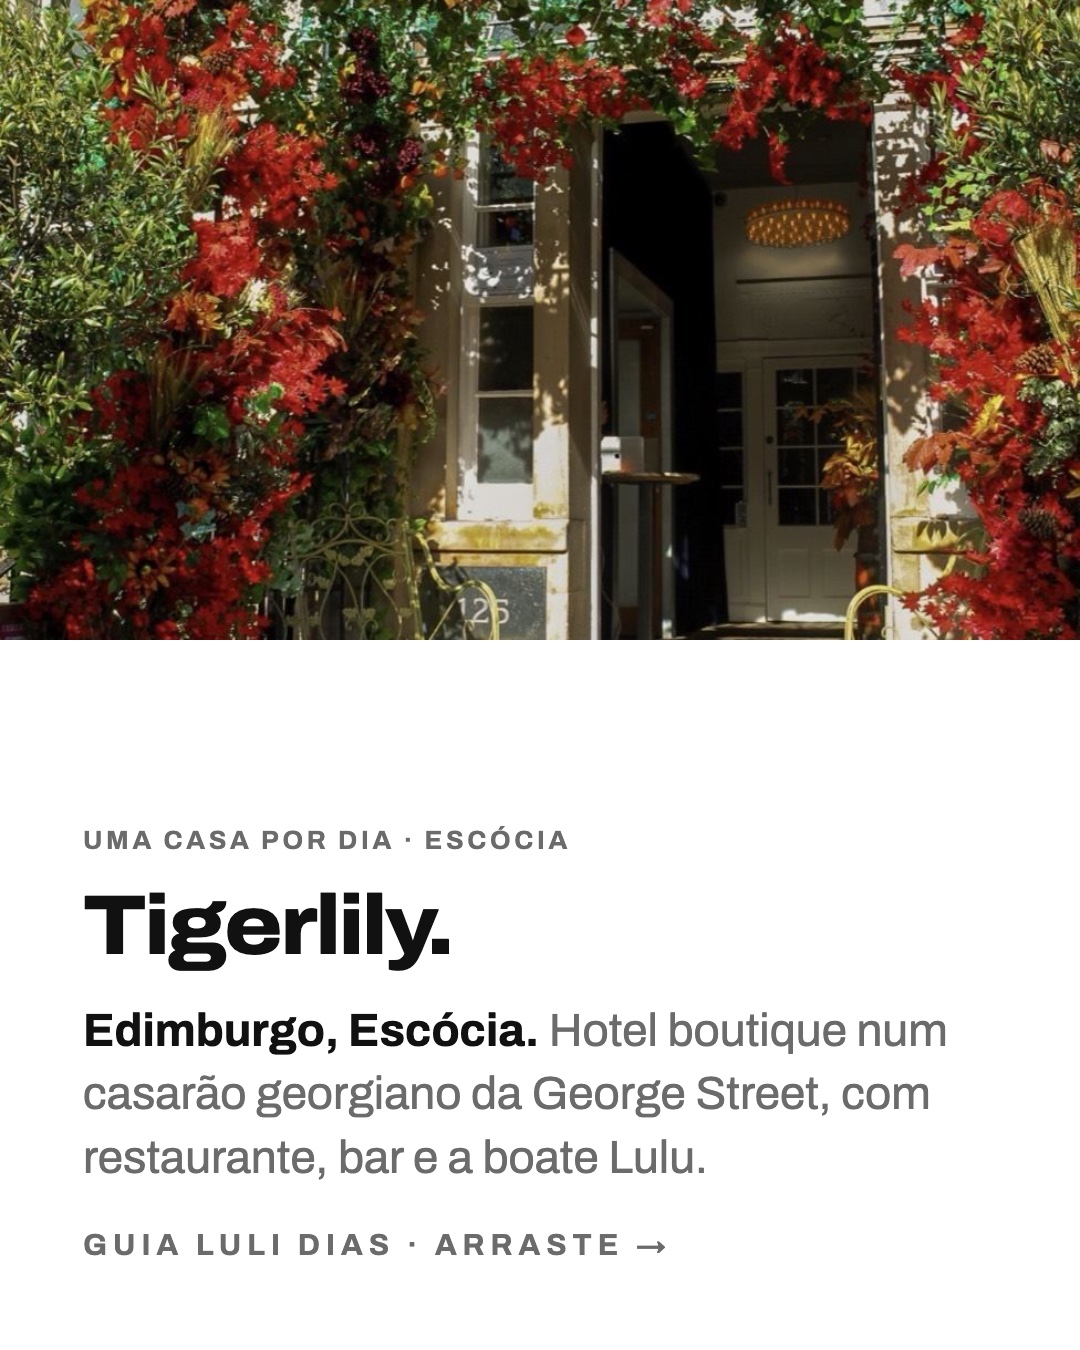 125
UMA CASA POR DIA · ESCÓCIA
Tigerlily.
Edimburgo, Escócia. Hotel boutique num
casarão georgiano da George Street, com
restaurante, bar e a boate Lulu.
GUIA LULI DIAS · ARRASTE →